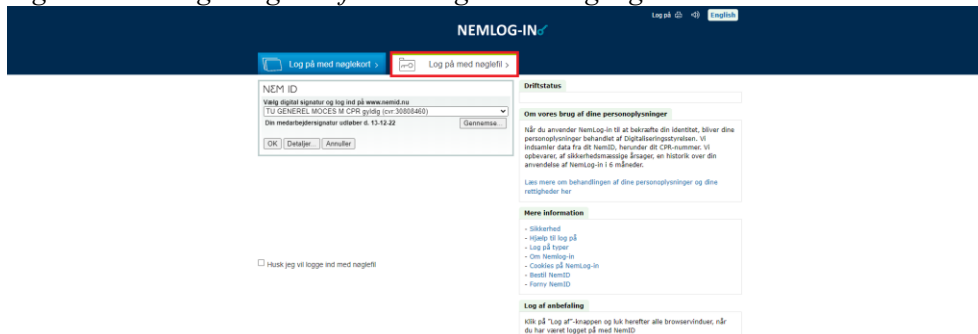 Log på
English
NEMLOG-IN
Log på med nøglekort ›
Log på med nøglefil ›
NEM ID
Vælg digital signatur og log ind på www.nemid.nu
TU GENEREL MOCES M CPR gyldig (cvr:30808460)
Din medarbejdersignatur udløber d. 13-12-22
Gennemse...
OK
Detaljer...
Annuller
Husk jeg vil logge ind med nøglefil
Driftstatus
Om vores brug af dine personoplysninger
Når du anvender NemLog-in til at bekræfte din identitet, bliver dine
personoplysninger behandlet af Digitaliseringsstyrelsen. Vi
indsamler data fra dit NemID, herunder dit CPR-nummer. Vi
opbevarer, af sikkerhedsmæssige årsager, en historik over din
anvendelse af NemLog-in i 6 måneder.
Læs mere om behandlingen af dine personoplysninger og dine
rettigheder her
Mere information
- Sikkerhed
- Hjælp til log på
- Log på typer
- Om Nemlog-in
- Cookies på NemLog-in
- Bestil NemID
- Forny NemID
Log af anbefaling
Klik på "Log af"-knappen og luk herefter alle browservinduer, når
du har været logget på med NemID